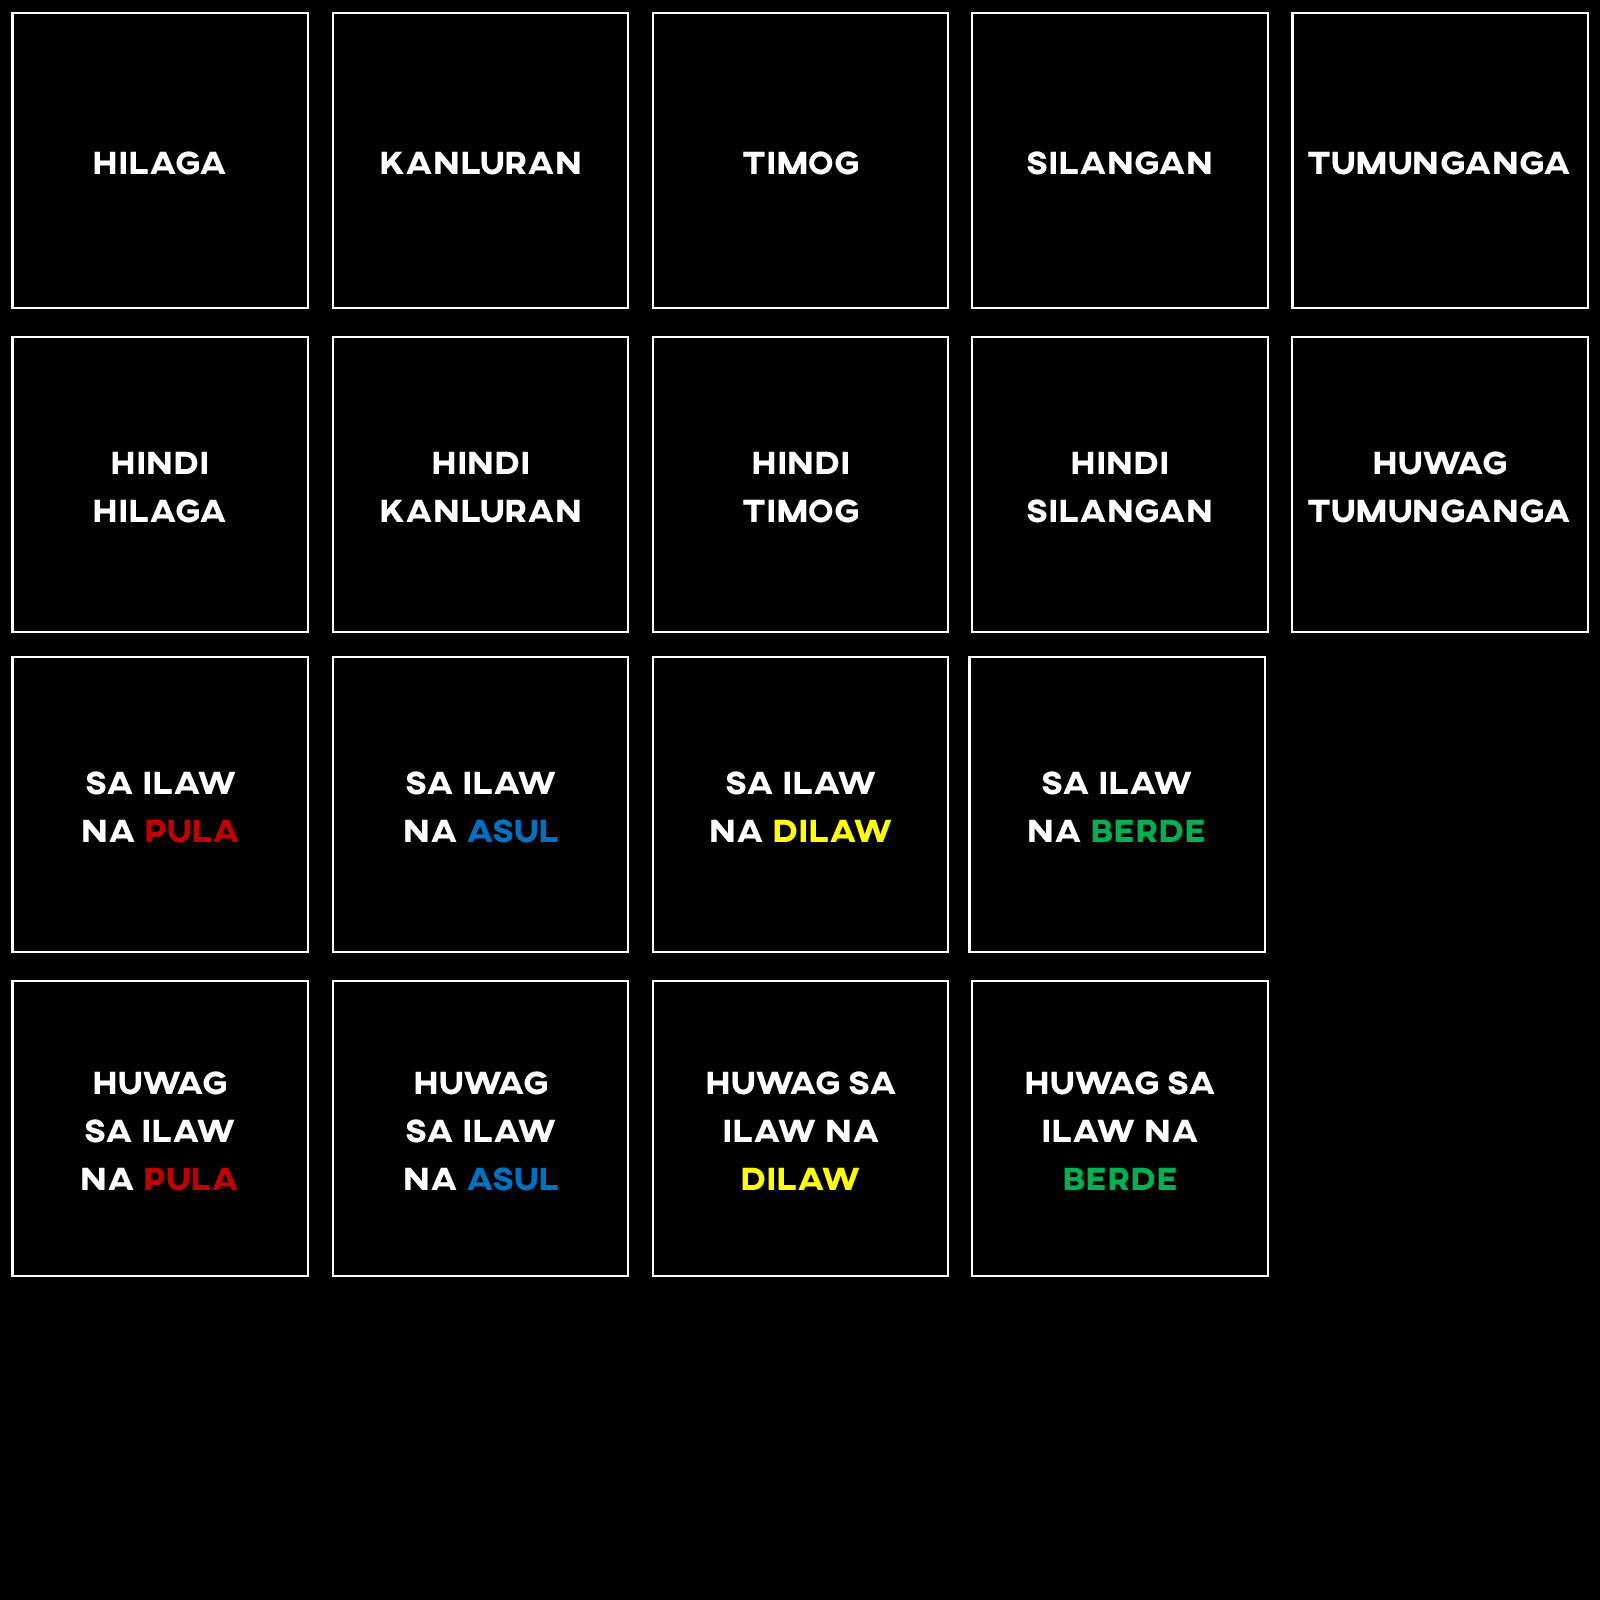 HILAGA
KANLURAN
TIMOG
SILANGAN
TUMUNGANGA
HINDI
HILAGA
HINDI
KANLURAN
HINDI
TIMOG
HINDI
SILANGAN
HUWAG
TUMUNGANGA
SA ILAW
NA PULA
SA ILAW
NA ASUL
SA ILAW
NA DILAW
SA ILAW
NA BERDE
HUWAG
SA ILAW
NA PULA
HUWAG
SA ILAW
NA ASUL
HUWAG SA
ILAW NA
DILAW
HUWAG SA
ILAW NA
BERDE